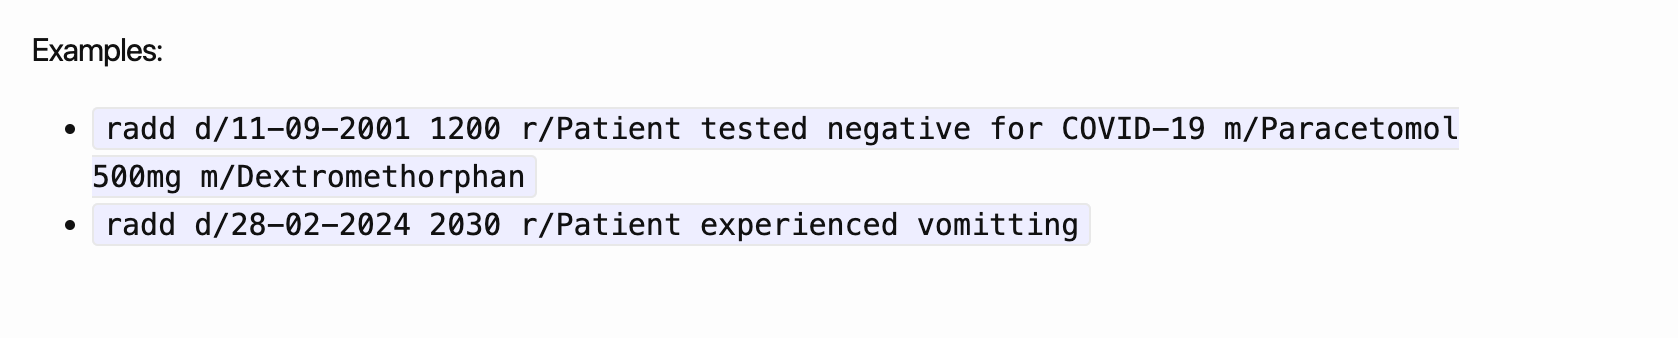 Examples:
radd d/11-09-2001 1200 r/Patient tested negative for COVID-19 m/Paracetomol
500mg m/Dextromethorphan
radd d/28-02-2024 2030 r/Patient experienced vomitting